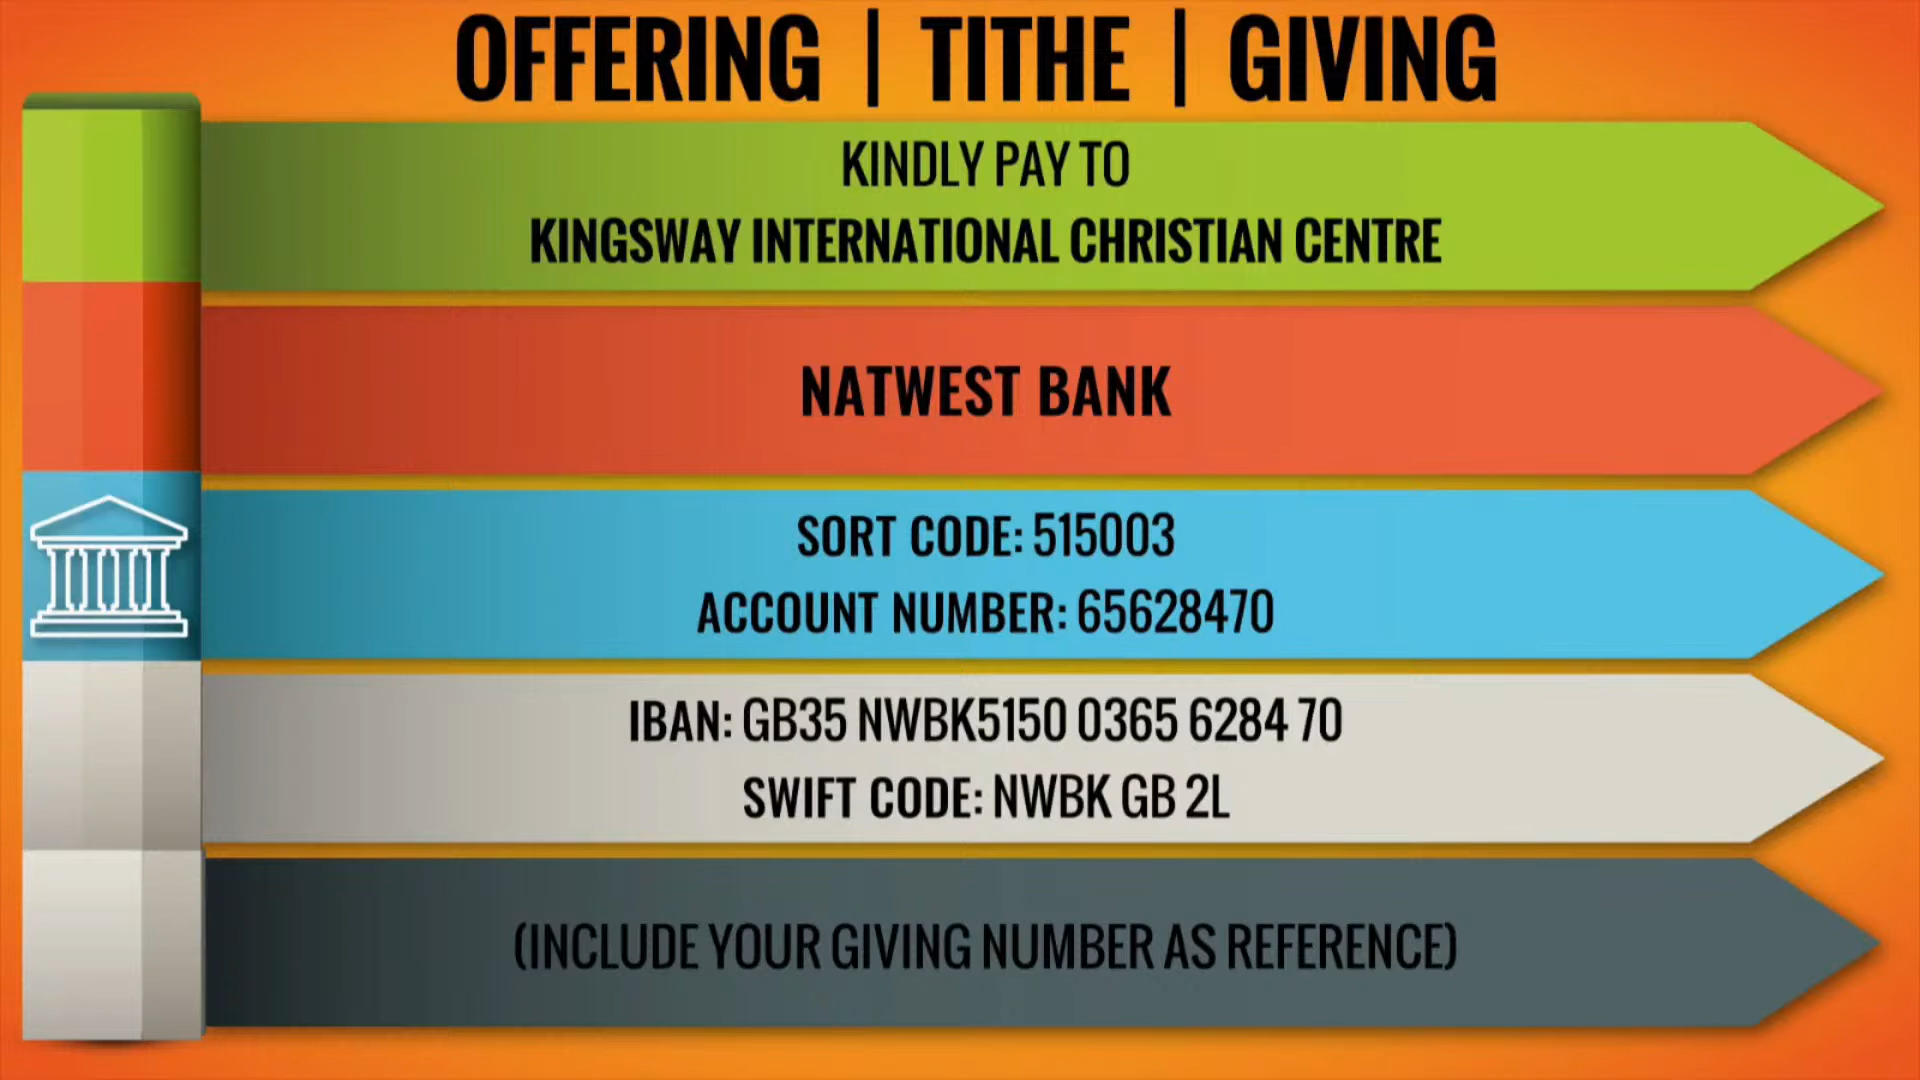 OFFERING | TITHE | GIVING
KINDLY PAY TO
KINGSWAY INTERNATIONAL CHRISTIAN CENTRE
NATWEST BANK
SORT CODE: 515003
ACCOUNT NUMBER: 65628470
IBAN: GB35 NWBK5150 0365 6284 70
SWIFT CODE: NWBK GB 2L
(INCLUDE YOUR GIVING NUMBER AS REFERENCE)